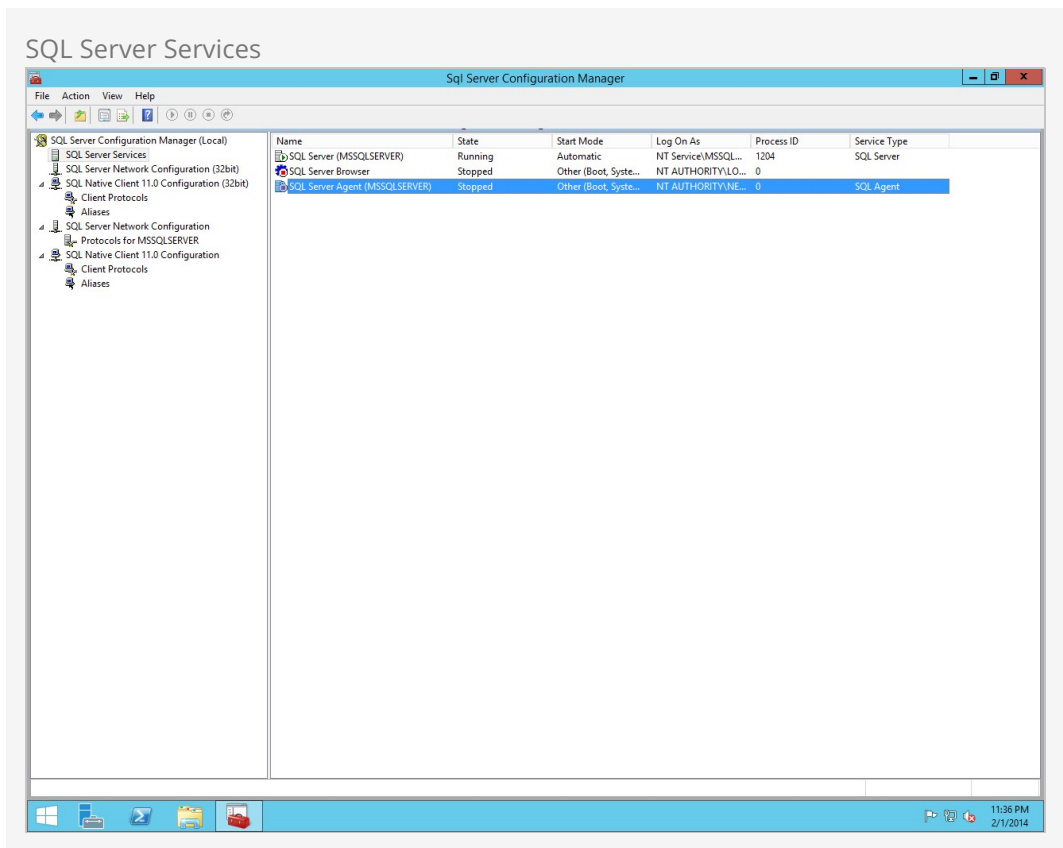 SQL Server Services
Sql Server Configuration Manager
File Action View Help
SQL Server Configuration Manager (Local)
SQL Server Services
SQL Server Network Configuration (32bit)
SQL Native Client 11.0 Configuration (32bit)
Client Protocols
Aliases
SQL Server Network Configuration
Protocols for MSSQLSERVER
SQL Native Client 11.0 Configuration
Client Protocols
Aliases
Name State Start Mode Log On As Process ID Service Type
SQL Server (MSSQLSERVER) Running Automatic NT Service\MSSQL... 1204 SQL Server
SQL Server Browser Stopped Other (Boot, Syste... NT AUTHORITY\LO... 0
SQL Server Agent (MSSQLSERVER) Stopped Other (Boot, Syste... NT AUTHORITY\NE... 0 SQL Agent
11:36 PM
2/1/2014